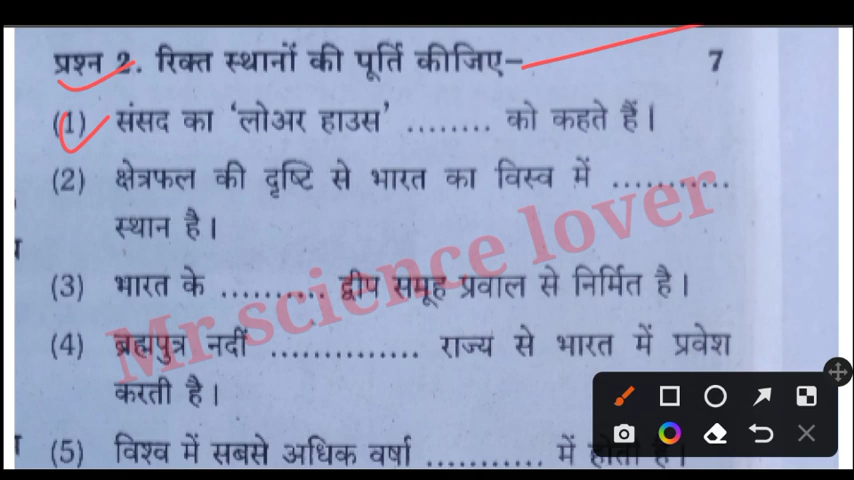 प्रश्न 2. रिक्त स्थानों की पूर्ति कीजिए– 7
(1) संसद का ‘लोअर हाउस’ ........ को कहते हैं।
(2) क्षेत्रफल की दृष्टि से भारत का विस्व में ...........
स्थान है।
(3) भारत के .......... द्वीप समूह प्रवाल से निर्मित है।
(4) ब्रह्मपुत्र नदीं .............. राज्य से भारत में प्रवेश
करती है।
(5) विश्व में सबसे अधिक वर्षा ........... में होती है।
Mr science lover